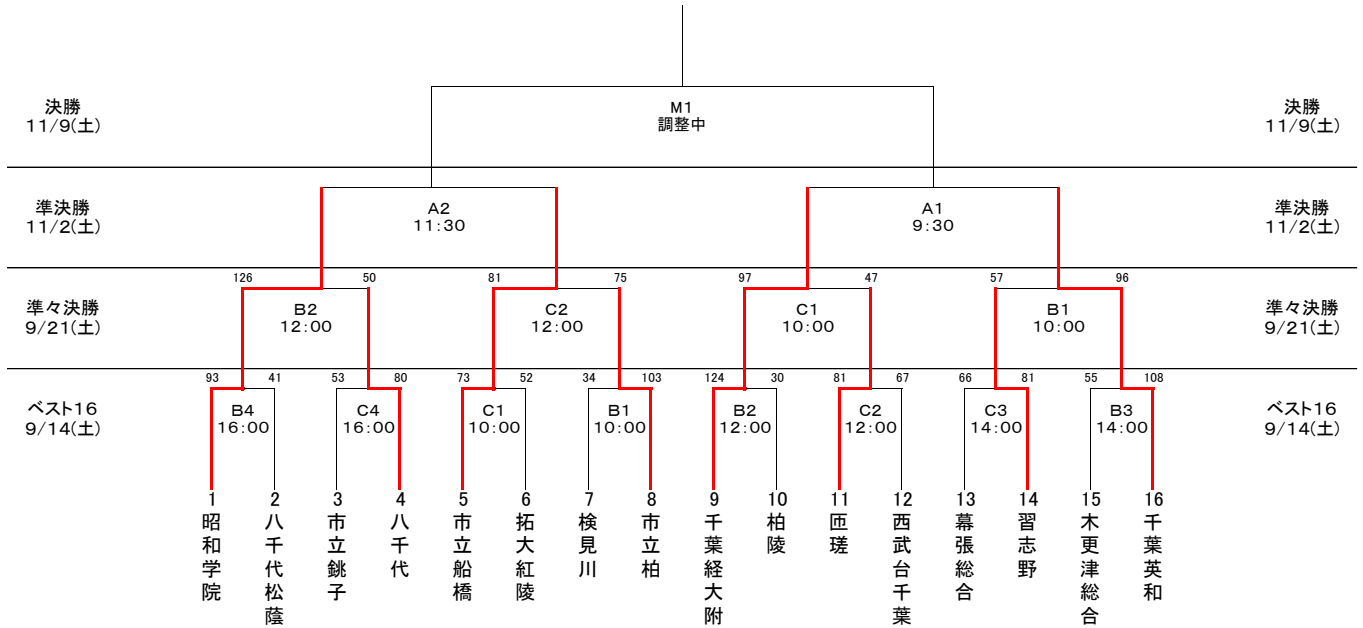 決勝
11/9(土)
M1
調整中
決勝
11/9(土)
準決勝
11/2(土)
A2
11:30
A1
9:30
準決勝
11/2(土)
126 50 81 75 97 47 57 96
準々決勝
9/21(土)
B2
12:00
C2
12:00
C1
10:00
B1
10:00
準々決勝
9/21(土)
93 41 53 80 73 52 34 103 124 30 81 67 66 81 55 108
ベスト16
9/14(土)
B4
16:00
C4
16:00
C1
10:00
B1
10:00
B2
12:00
C2
12:00
C3
14:00
B3
14:00
ベスト16
9/14(土)
1 2 3 4 5 6 7 8 9 10 11 12 13 14 15 16
昭和学院
八千代松蔭
市立銚子
八千代
市立船橋
拓大紅陵
検見川
市立柏
千葉経大附
柏陵
匝瑳
西武台千葉
幕張総合
習志野
木更津総合
千葉英和